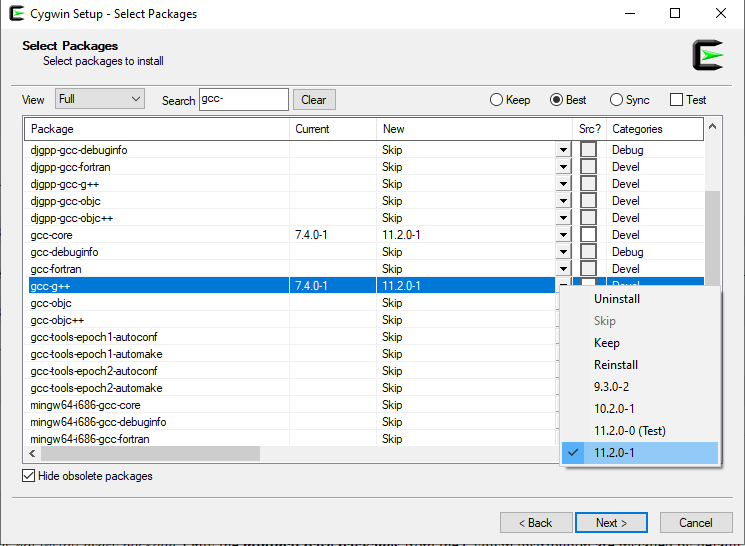 Cygwin Setup - Select Packages
Select Packages
Select packages to install
View Full Search gcc- Clear Keep Best Sync Test
Package Current New Src? Categories
djgpp-gcc-debuginfo Skip Debug
djgpp-gcc-fortran Skip Devel
djgpp-gcc-g++ Skip Devel
djgpp-gcc-objc Skip Devel
djgpp-gcc-objc++ Skip Devel
gcc-core 7.4.0-1 11.2.0-1 Devel
gcc-debuginfo Skip Debug
gcc-fortran Skip Devel
gcc-g++ 7.4.0-1 11.2.0-1 Devel
gcc-objc Skip
gcc-objc++ Skip
gcc-tools-epoch1-autoconf Skip
gcc-tools-epoch1-automake Skip
gcc-tools-epoch2-autoconf Skip
gcc-tools-epoch2-automake Skip
mingw64-i686-gcc-core Skip
mingw64-i686-gcc-debuginfo Skip
mingw64-i686-gcc-fortran Skip
Uninstall
Skip
Keep
Reinstall
9.3.0-2
10.2.0-1
11.2.0-0 (Test)
11.2.0-1
Hide obsolete packages
< Back Next > Cancel